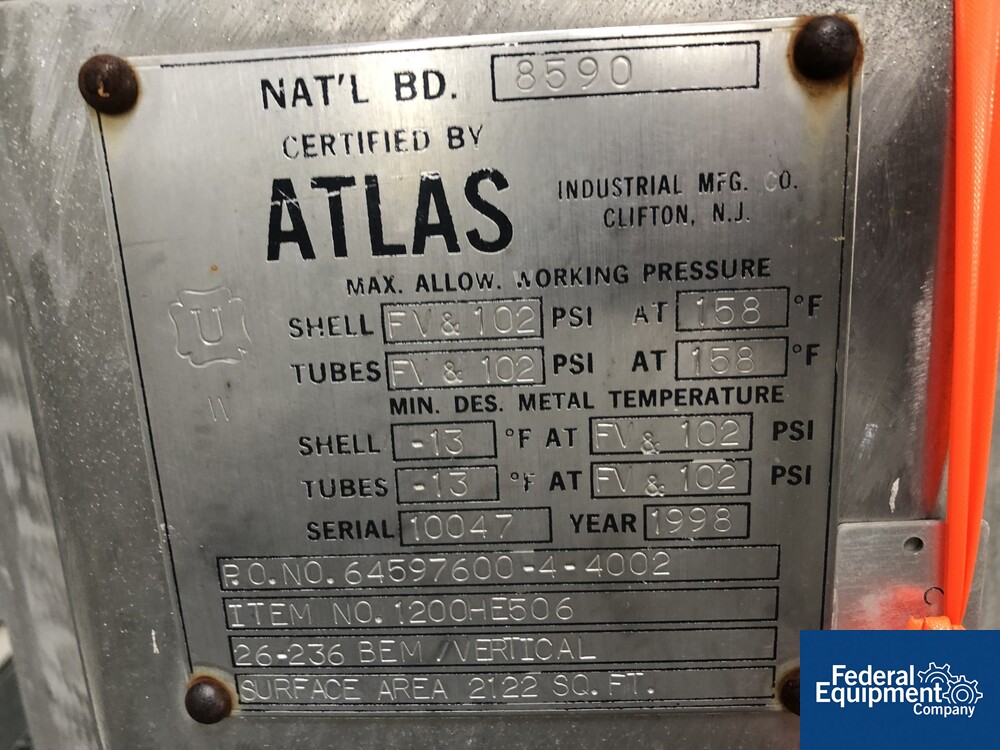 NAT'L BD. 8590
CERTIFIED BY
ATLAS INDUSTRIAL MFG. CO.
CLIFTON, N.J.
MAX. ALLOW. WORKING PRESSURE
U
SHELL FV & 102 PSI AT 158 °F
TUBES FV & 102 PSI AT 158 °F
W
MIN. DES. METAL TEMPERATURE
SHELL -13 °F AT FV & 102 PSI
TUBES -13 °F AT FV & 102 PSI
SERIAL 10047 YEAR 1998
P.O. NO. 64597600-4-4002
ITEM NO. 1200HE506
26-236 BEM /VERTICAL
SURFACE AREA 2122 SQ. FT.
Federal
Equipment
Company